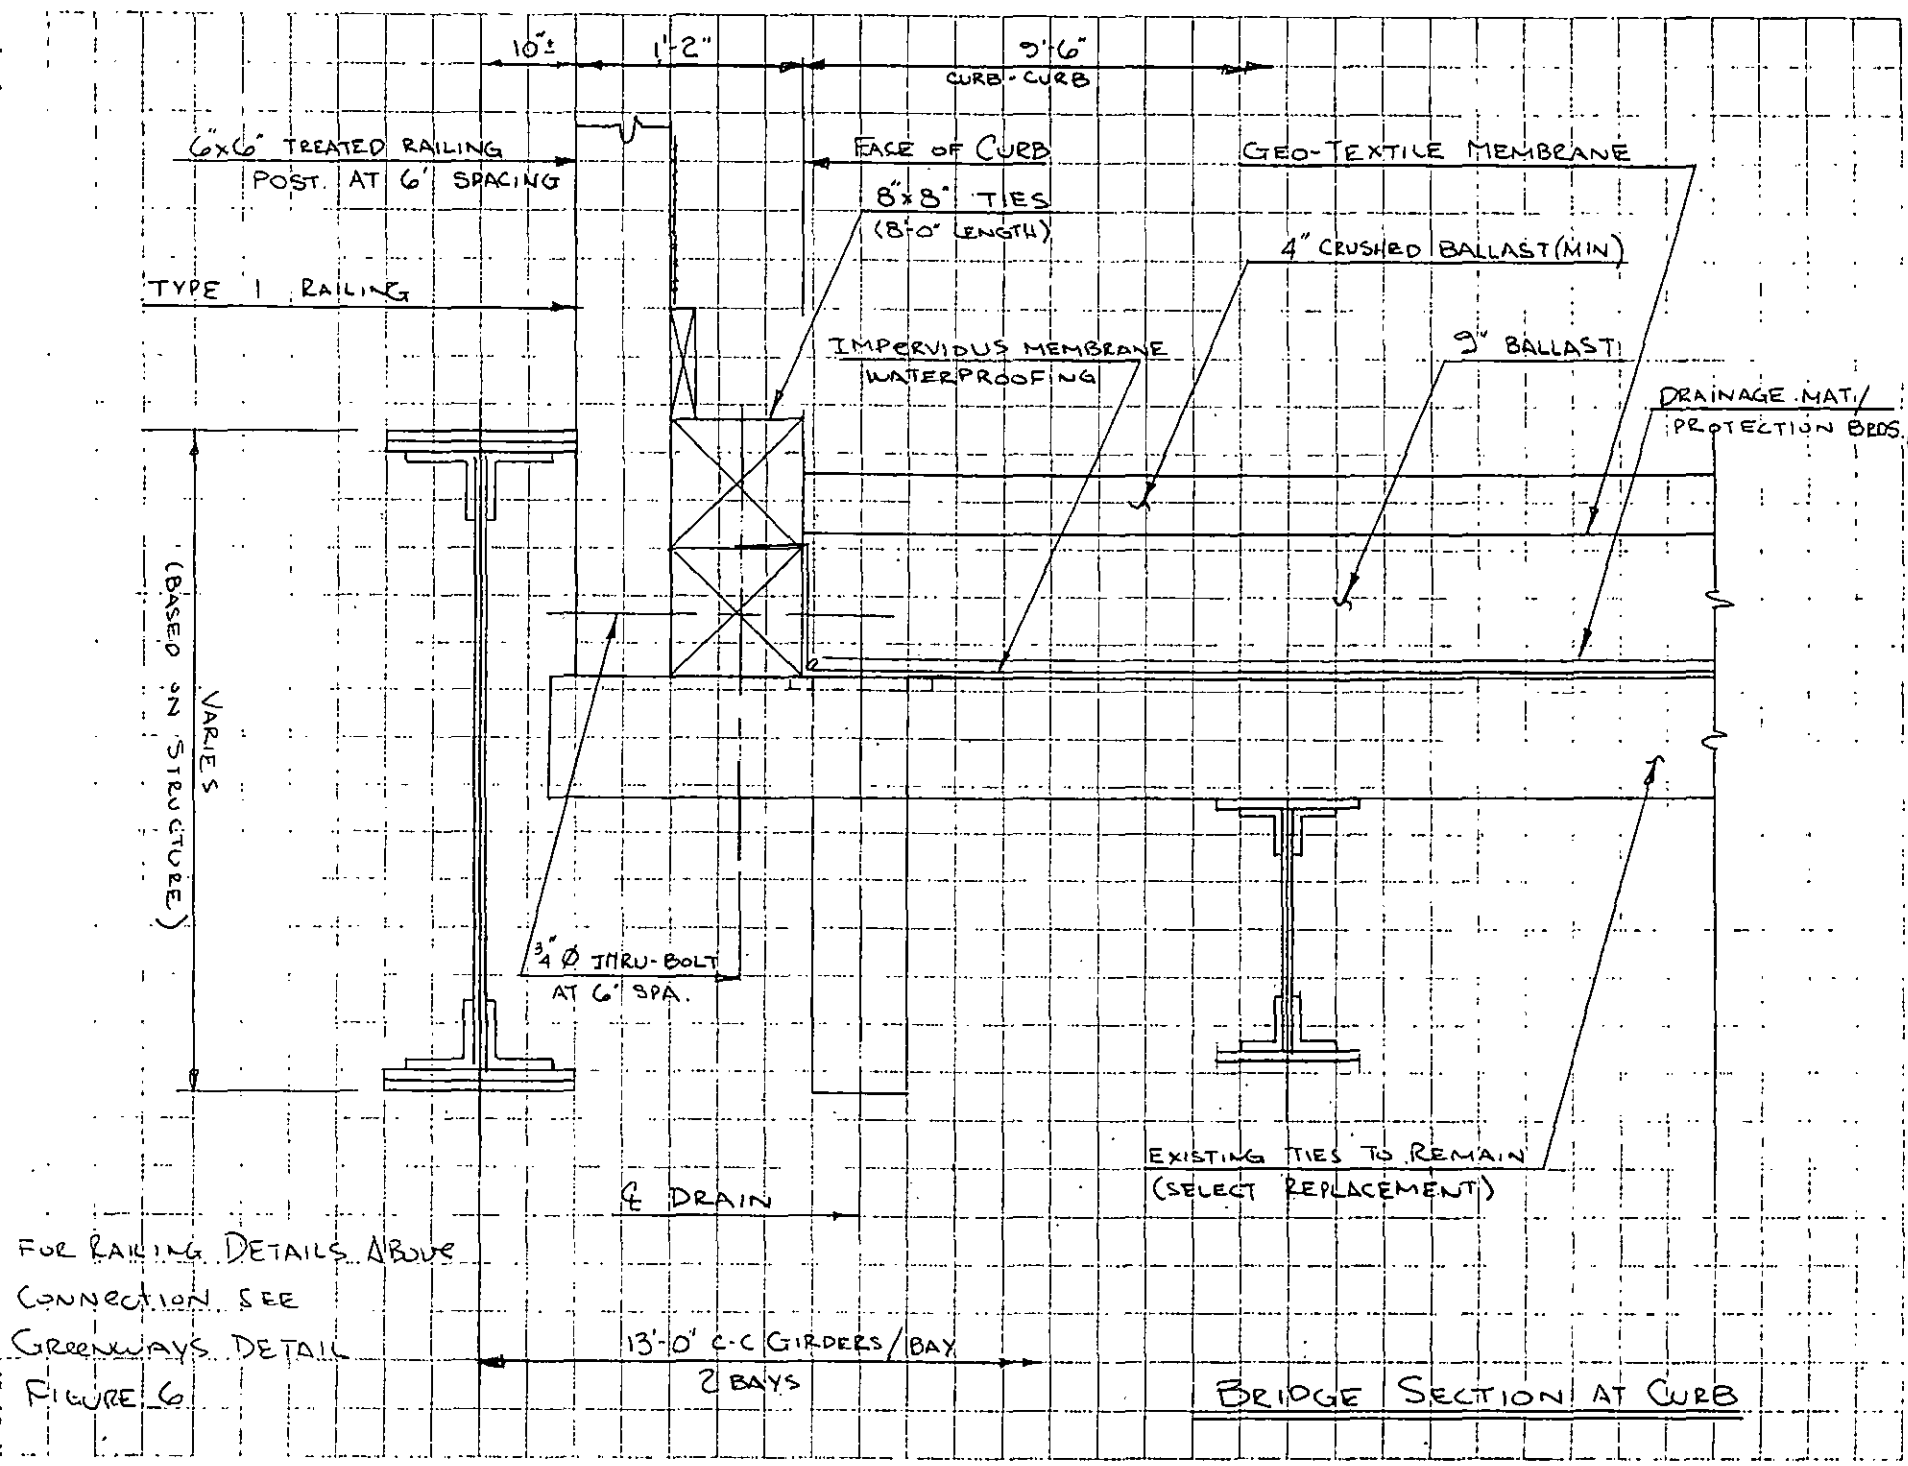 10"± 1'-2" 9'-6"
CURB-CURB
6"x6" TREATED RAILING
POST. AT 6' SPACING
FACE OF CURB
GEO-TEXTILE MEMBRANE
8"x8" TIES
(8'-0" LENGTH)
4" CRUSHED BALLAST (MIN)
TYPE 1 RAILING
IMPERVIOUS MEMBRANE
WATERPROOFING
9" BALLAST
DRAINAGE MAT/
PROTECTION BRDS.
VARIES
(BASED ON STRUCTURE)
3/4" Ø THRU-BOLT
AT 6' SPA.
EXISTING TIES TO REMAIN
(SELECT REPLACEMENT)
℄ DRAIN
FOR RAILING DETAILS ABOVE
CONNECTION SEE
GREENWAYS DETAIL
FIGURE 6
13'-0" C-C GIRDERS/BAY
2 BAYS
BRIDGE SECTION AT CURB